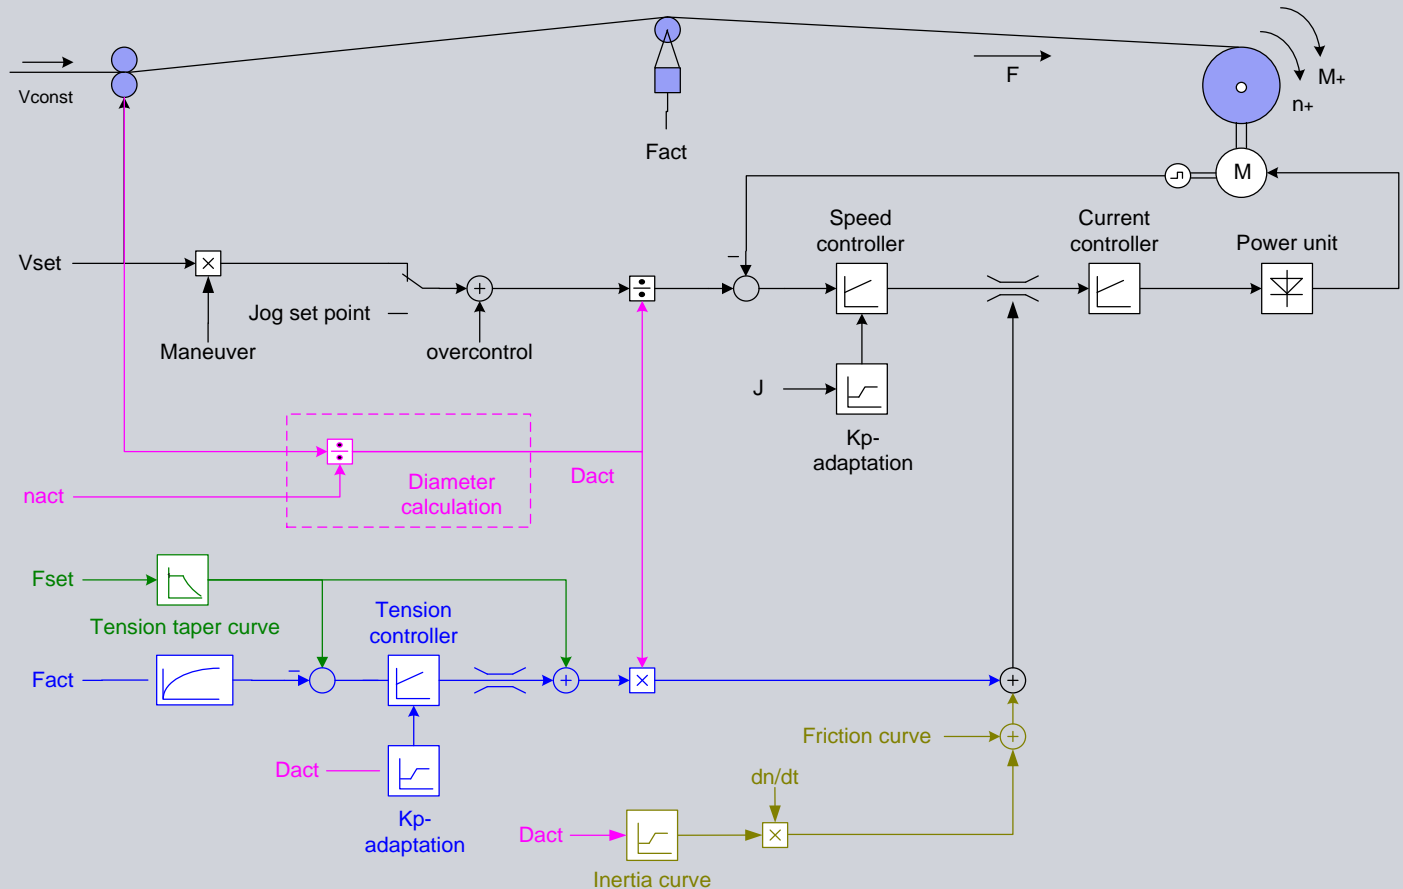 Vconst
F
M+
n+
Fact
M
Speed
controller
Current
controller
Power unit
Vset
Jog set point
Maneuver
overcontrol
J
Kp-
adaptation
nact
Diameter
calculation
Dact
Fset
Tension taper curve
Tension
controller
Fact
Dact
Kp-
adaptation
Friction curve
dn/dt
Dact
Inertia curve